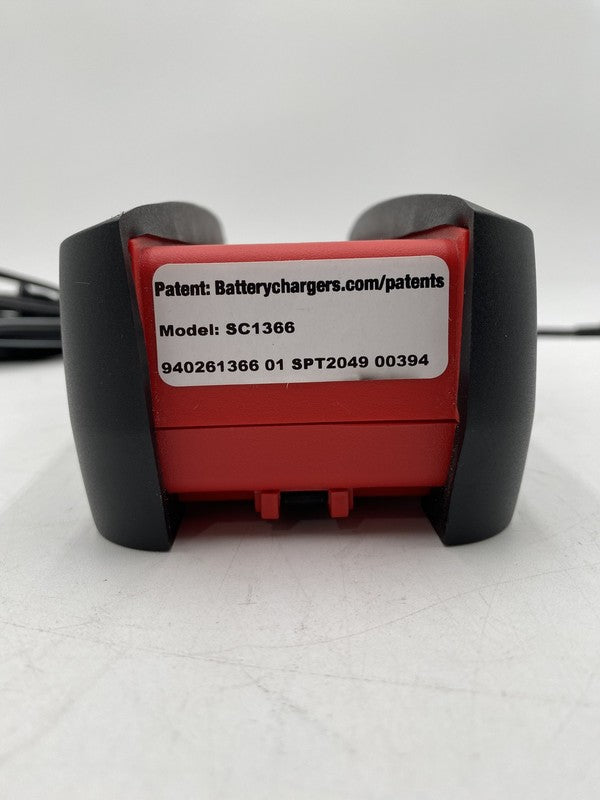 Patent: Batterychargers.com/patents
Model: SC1366
940261366 01 SPT2049 00394